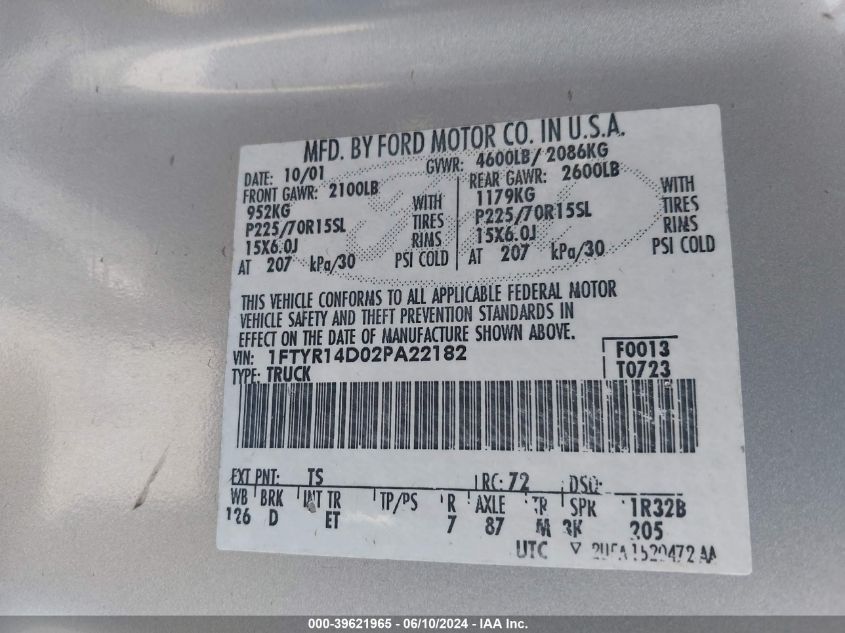 MFD. BY FORD MOTOR CO. IN U.S.A.
DATE: 10/01 GVWR: 4600LB/ 2086KG
FRONT GAWR: 2100LB REAR GAWR: 2600LB
952KG WITH 1179KG WITH
P225/70R15SL TIRES P225/70R15SL TIRES
15X6.0J RIMS 15X6.0J RIMS
AT 207 kPa/30 PSI COLD AT 207 kPa/30 PSI COLD
THIS VEHICLE CONFORMS TO ALL APPLICABLE FEDERAL MOTOR
VEHICLE SAFETY AND THEFT PREVENTION STANDARDS IN
EFFECT ON THE DATE OF MANUFACTURE SHOWN ABOVE.
VIN: 1FTYR14D02PA22182 F0013
TYPE: TRUCK T0723
EXT PNT: TS RC: 72 DSO:
WB BRK INT TR TP/PS R AXLE TR SPR 1R32B
126 D ET 7 87 M 205
UTC
000-39621965 - 06/10/2024 - IAA Inc.